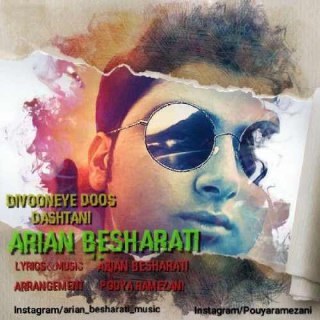 DIVOONEYE DOOS
DASHTANI
ARIAN BESHARATI
LYRICS&MUSIC ARIAN BESHARATI
ARRANGEMENT POUYA RAMEZANI
Instagram/arian_besharati_music Instagram/Pouyaramezani